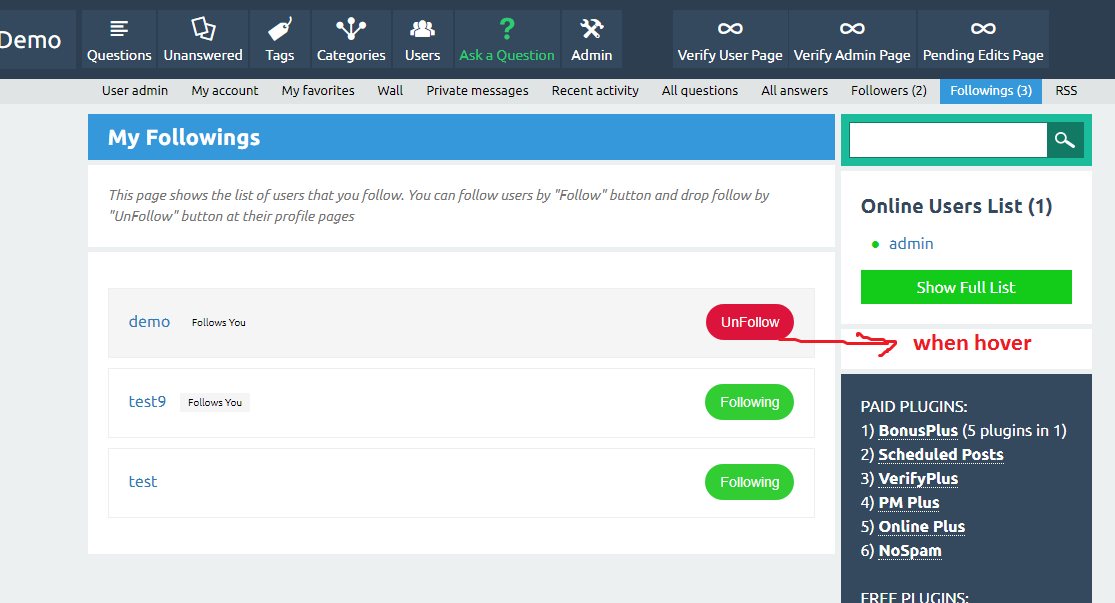 Demo
Questions
Unanswered
Tags
Categories
Users
?
Ask a Question
Admin
Verify User Page
Verify Admin Page
Pending Edits Page
User admin
My account
My favorites
Wall
Private messages
Recent activity
All questions
All answers
Followers (2)
Followings (3)
RSS
My Followings
This page shows the list of users that you follow. You can follow users by "Follow" button and drop follow by
"UnFollow" button at their profile pages
demo Follows You UnFollow
test9 Follows You Following
test Following
when hover
Online Users List (1)
admin
Show Full List
PAID PLUGINS:
1) BonusPlus (5 plugins in 1)
2) Scheduled Posts
3) VerifyPlus
4) PM Plus
5) Online Plus
6) NoSpam
FREE PLUGINS: